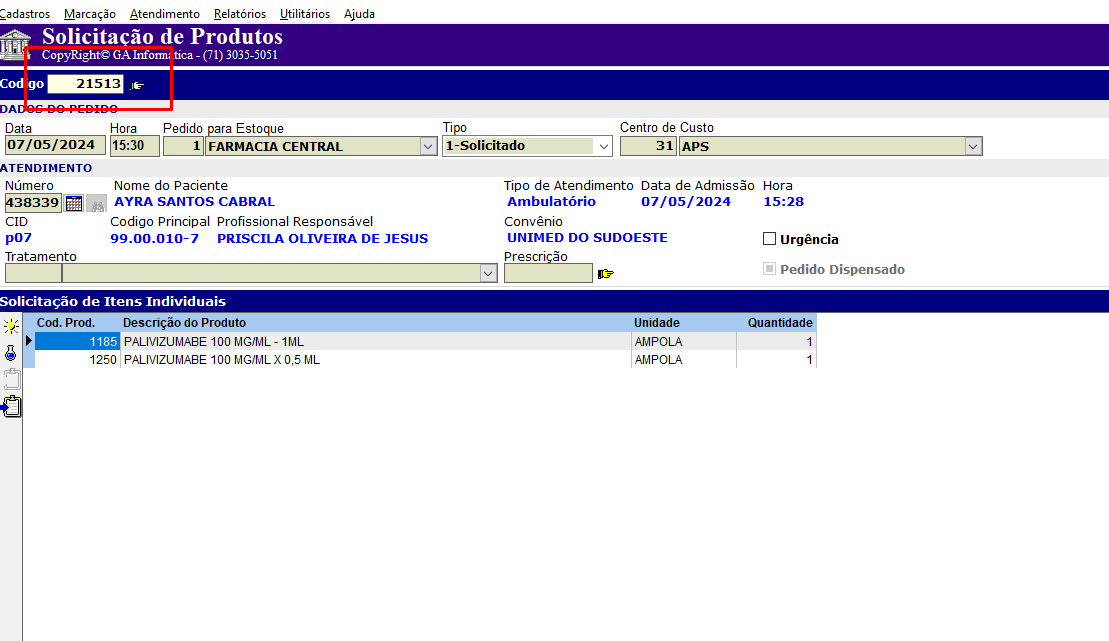 Cadastros Marcação Atendimento Relatórios Utilitários Ajuda
Solicitação de Produtos
CopyRight© GA Informática - (71) 3035-5051
Codigo 21513
DADOS DO PEDIDO
Data Hora Pedido para Estoque Tipo Centro de Custo
07/05/2024 15:30 1 FARMACIA CENTRAL 1-Solicitado 31 APS
ATENDIMENTO
Número Nome do Paciente Tipo de Atendimento Data de Admissão Hora
438339 AYRA SANTOS CABRAL Ambulatório 07/05/2024 15:28
CID Codigo Principal Profissional Responsável Convênio
p07 99.00.010-7 PRISCILA OLIVEIRA DE JESUS UNIMED DO SUDOESTE Urgência
Tratamento Prescrição
Pedido Dispensado
Solicitação de Itens Individuais
Cod. Prod. Descrição do Produto Unidade Quantidade
1185 PALIVIZUMABE 100 MG/ML - 1ML AMPOLA 1
1250 PALIVIZUMABE 100 MG/ML X 0,5 ML AMPOLA 1